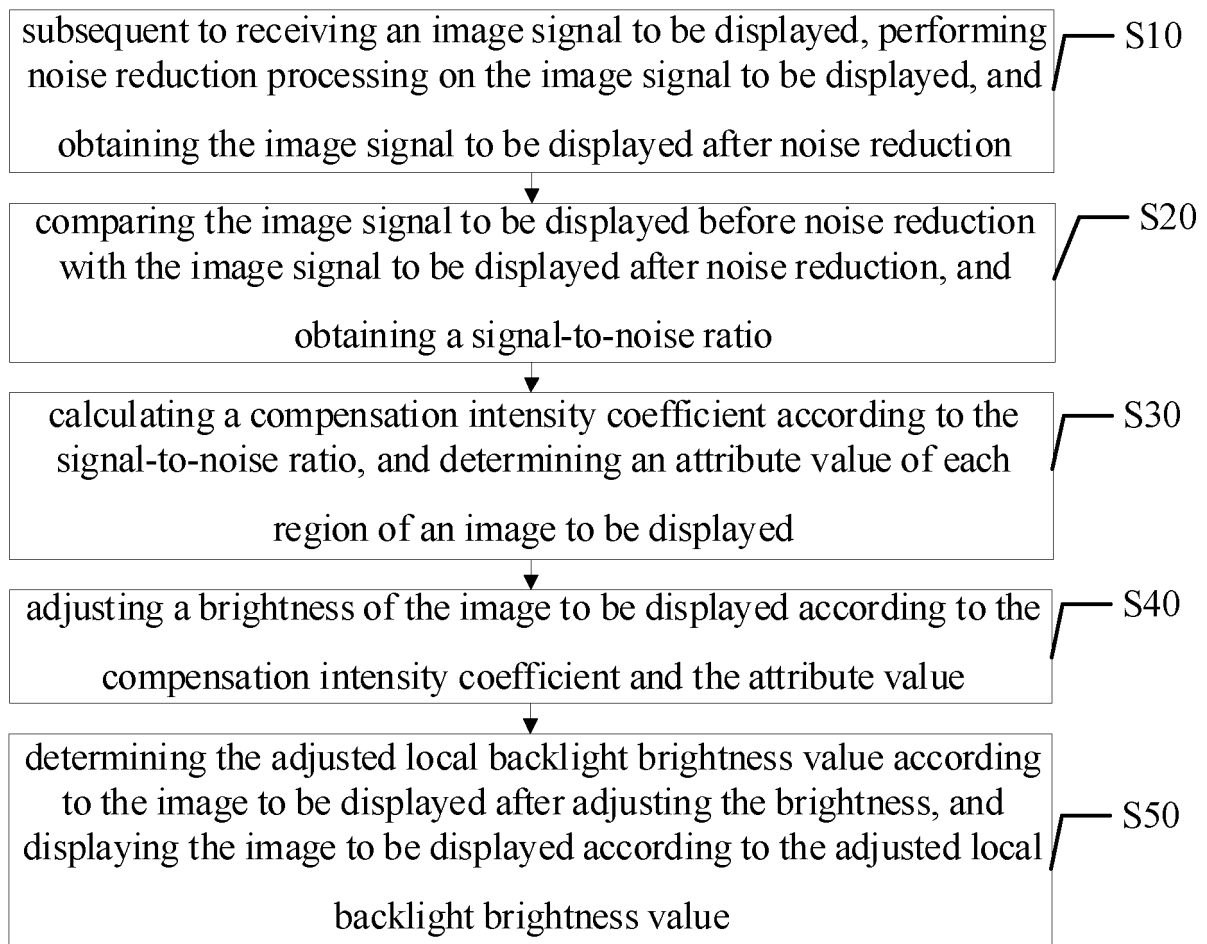 subsequent to receiving an image signal to be displayed, performing
noise reduction processing on the image signal to be displayed, and
obtaining the image signal to be displayed after noise reduction
S10
comparing the image signal to be displayed before noise reduction
with the image signal to be displayed after noise reduction, and
obtaining a signal-to-noise ratio
S20
calculating a compensation intensity coefficient according to the
signal-to-noise ratio, and determining an attribute value of each
region of an image to be displayed
S30
adjusting a brightness of the image to be displayed according to the
compensation intensity coefficient and the attribute value
S40
determining the adjusted local backlight brightness value according
to the image to be displayed after adjusting the brightness, and
displaying the image to be displayed according to the adjusted local
backlight brightness value
S50